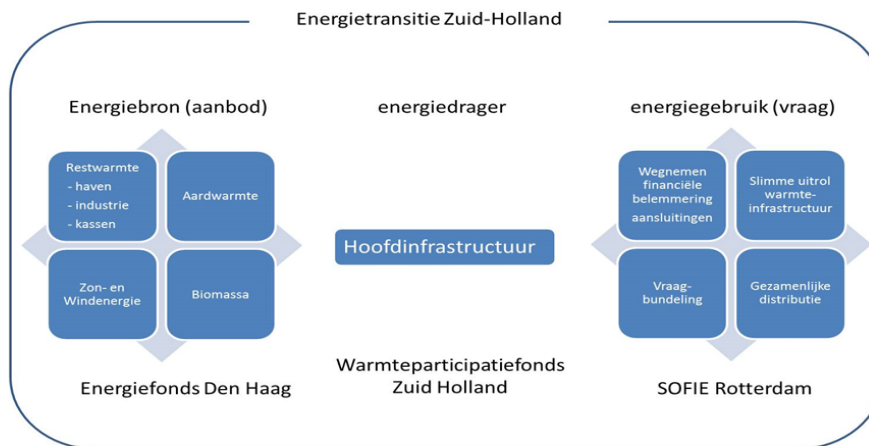 Energietransitie Zuid-Holland
Energiebron (aanbod)
energiedrager
energiegebruik (vraag)
Restwarmte
- haven
- industrie
- kassen
Aardwarmte
Zon- en
Windenergie
Biomassa
Hoofdinfrastructuur
Wegnemen
financiële
belemmering
aansluitingen
Slimme uitrol
warmte-
infrastructuur
Vraag-
bundeling
Gezamenlijke
distributie
Energiefonds Den Haag
Warmteparticipatiefonds
Zuid Holland
SOFIE Rotterdam